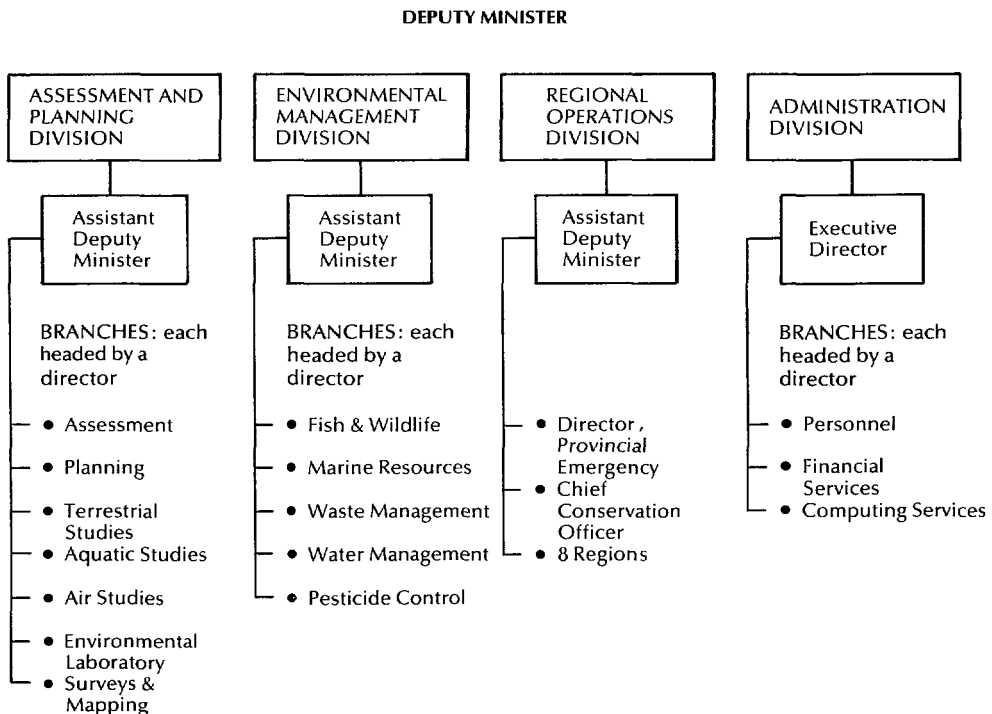 DEPUTY MINISTER
ASSESSMENT AND
PLANNING
DIVISION
Assistant
Deputy
Minister
BRANCHES: each
headed by a
director
• Assessment
• Planning
• Terrestrial
Studies
• Aquatic Studies
• Air Studies
• Environmental
Laboratory
• Surveys &
Mapping
ENVIRONMENTAL
MANAGEMENT
DIVISION
Assistant
Deputy
Minister
BRANCHES: each
headed by a
director
• Fish & Wildlife
• Marine Resources
• Waste Management
• Water Management
• Pesticide Control
REGIONAL
OPERATIONS
DIVISION
Assistant
Deputy
Minister
• Director,
Provincial
Emergency
• Chief
Conservation
Officer
• 8 Regions
ADMINISTRATION
DIVISION
Executive
Director
BRANCHES: each
headed by a
director
• Personnel
• Financial
Services
• Computing Services